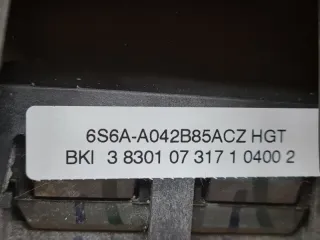 6S6A-A042B85ACZ HGT
BKI 3 8301 07 317 1 0400 2